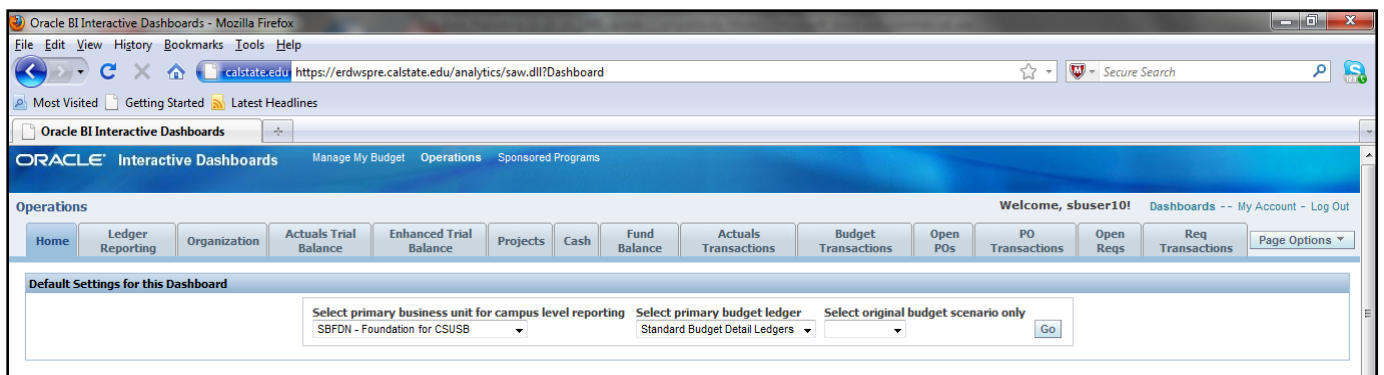 Oracle BI Interactive Dashboards - Mozilla Firefox
File Edit View History Bookmarks Tools Help
calstate.edu https://erdwspre.calstate.edu/analytics/saw.dll?Dashboard Secure Search
Most Visited Getting Started Latest Headlines
Oracle BI Interactive Dashboards
ORACLE Interactive Dashboards Manage My Budget Operations Sponsored Programs
Operations Welcome, sbuser10! Dashboards -- My Account - Log Out
Home Ledger Reporting Organization Actuals Trial Balance Enhanced Trial Balance Projects Cash Fund Balance Actuals Transactions Budget Transactions Open POs PO Transactions Open Reqs Req Transactions Page Options
Default Settings for this Dashboard
Select primary business unit for campus level reporting Select primary budget ledger Select original budget scenario only
SBFDN - Foundation for CSUSB Standard Budget Detail Ledgers Go